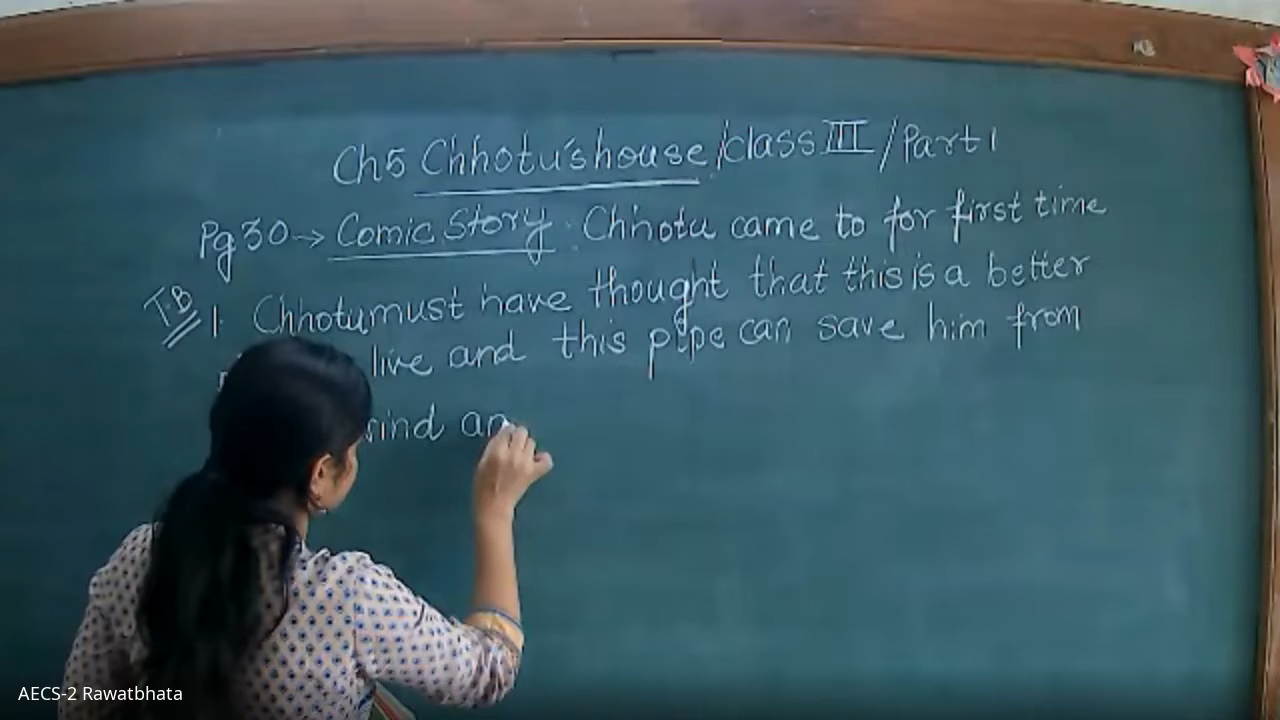 Ch 5 Chhotu's house / class III / Part 1
Pg 30 → Comic Story : Chhotu came to for first time
TB
1. Chhotu must have thought that this is a better
live and this pipe can save him from
wind an
AECS-2 Rawatbhata